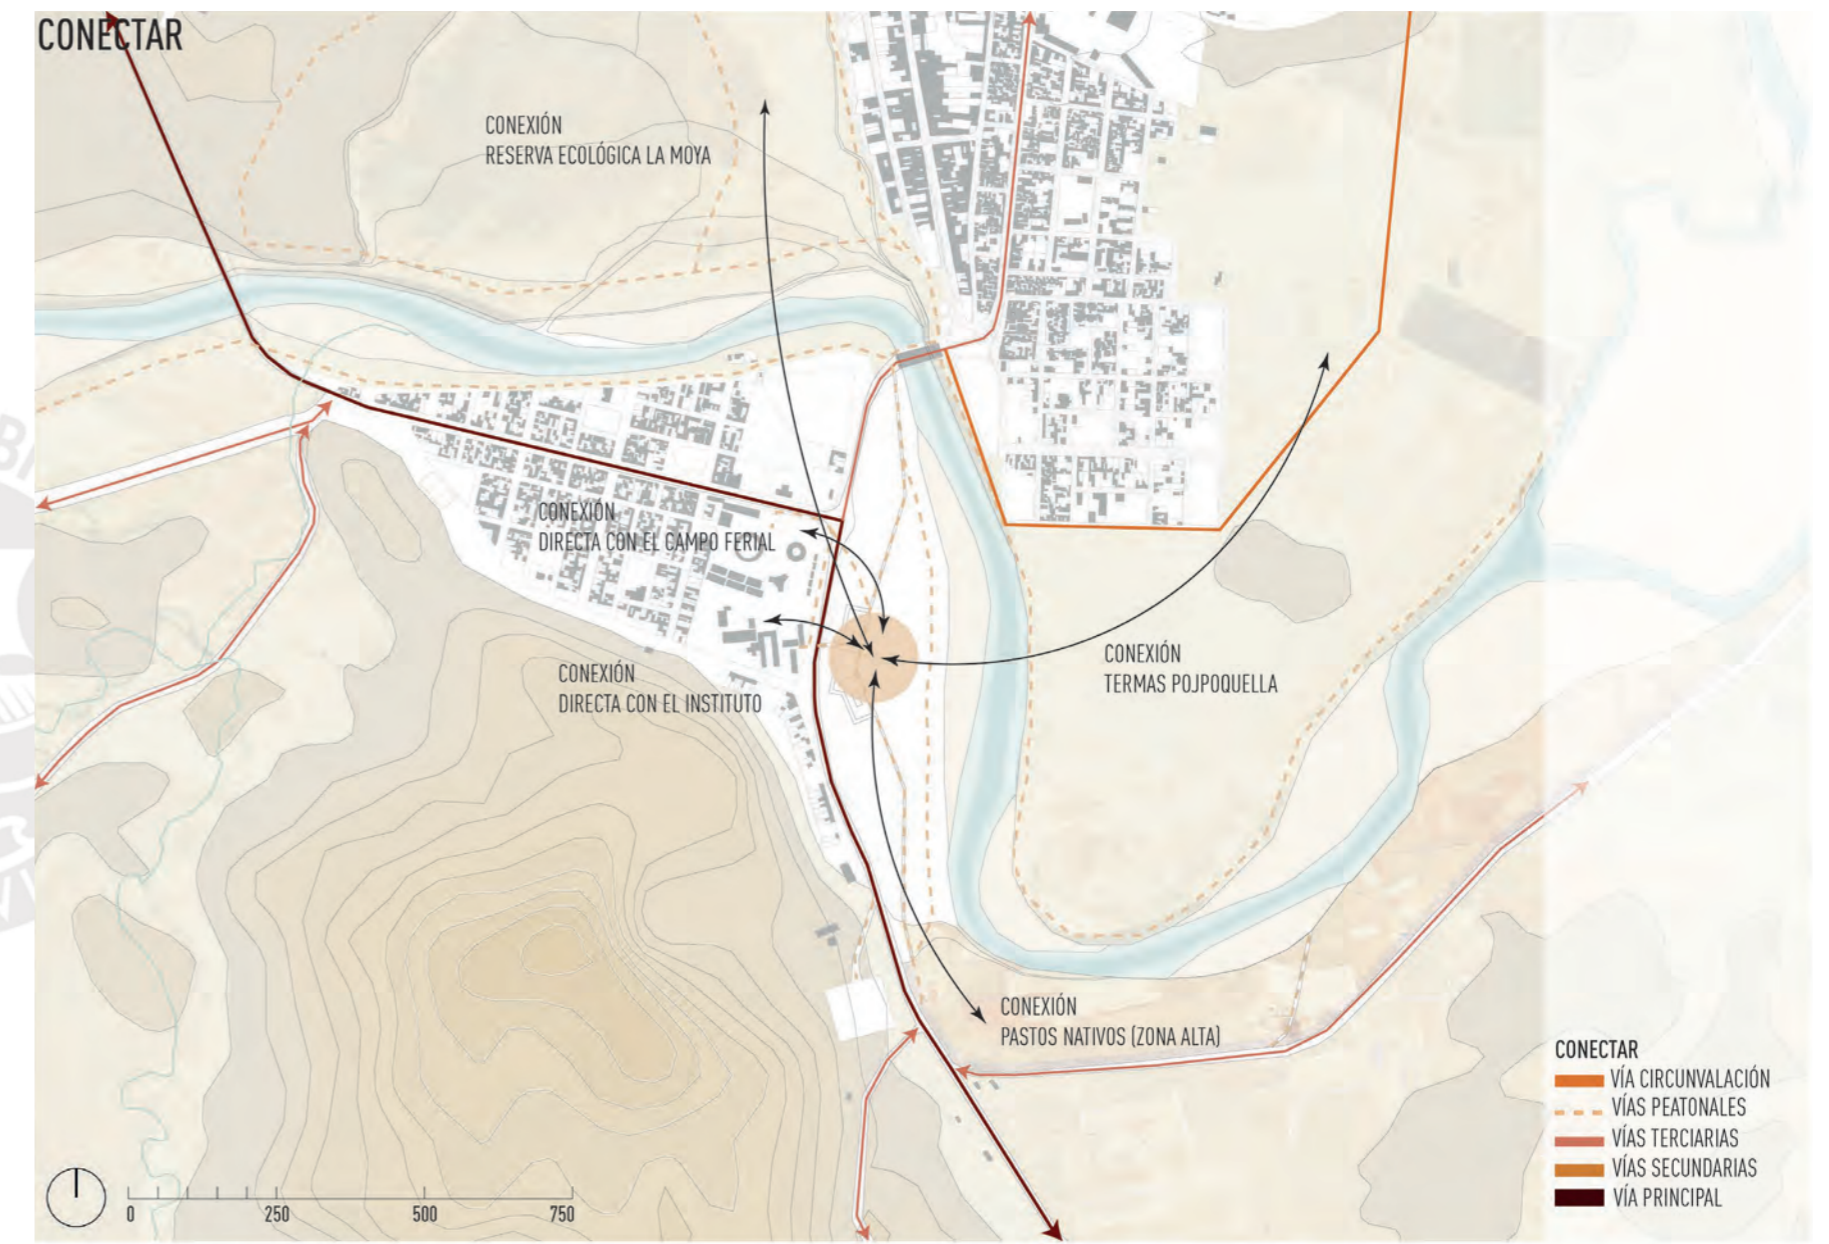 CONECTAR
CONEXIÓN
RESERVA ECOLÓGICA LA MOYA
CONEXIÓN
DIRECTA CON EL CAMPO FERIAL
CONEXIÓN
DIRECTA CON EL INSTITUTO
CONEXIÓN
TERMAS POJPOQUELLA
CONEXIÓN
PASTOS NATIVOS (ZONA ALTA)
CONECTAR
VÍA CIRCUNVALACIÓN
VÍAS PEATONALES
VÍAS TERCIARIAS
VÍAS SECUNDARIAS
VÍA PRINCIPAL
0 250 500 750